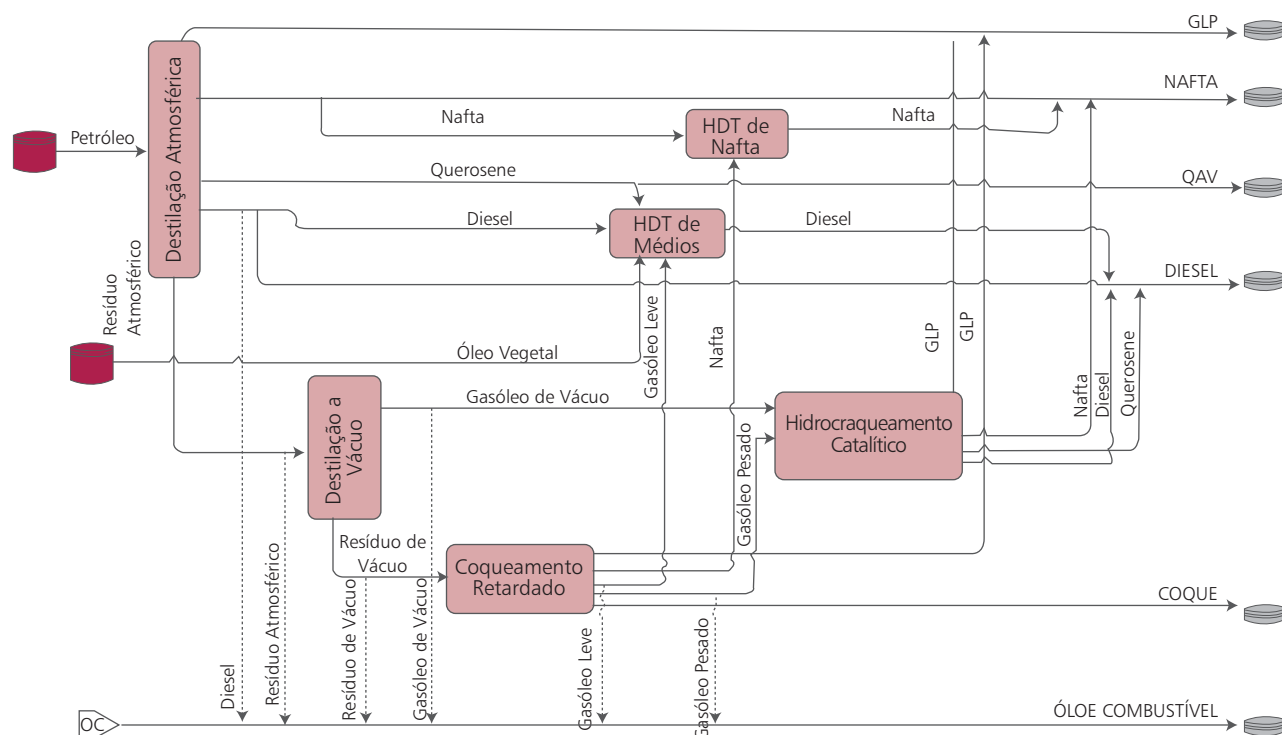 GLP
NAFTA
Destilação Atmosférica
Petróleo
Nafta
HDT de
Nafta
Nafta
Querosene
QAV
Diesel
HDT de
Médios
Diesel
Resíduo
Atmosférico
DIESEL
Óleo Vegetal
Gasóleo Leve
Nafta
GLP
GLP
Nafta
Diesel
Querosene
Destilação a
Vácuo
Gasóleo de Vácuo
Hidrocraqueamento
Catalítico
Gasóleo Pesado
Resíduo de
Vácuo
Coqueamento
Retardado
COQUE
Diesel
Resíduo Atmosférico
Resíduo de Vácuo
Gasóleo de Vácuo
Gasóleo Leve
Gasóleo Pesado
OC
ÓLOE COMBUSTÍVEL